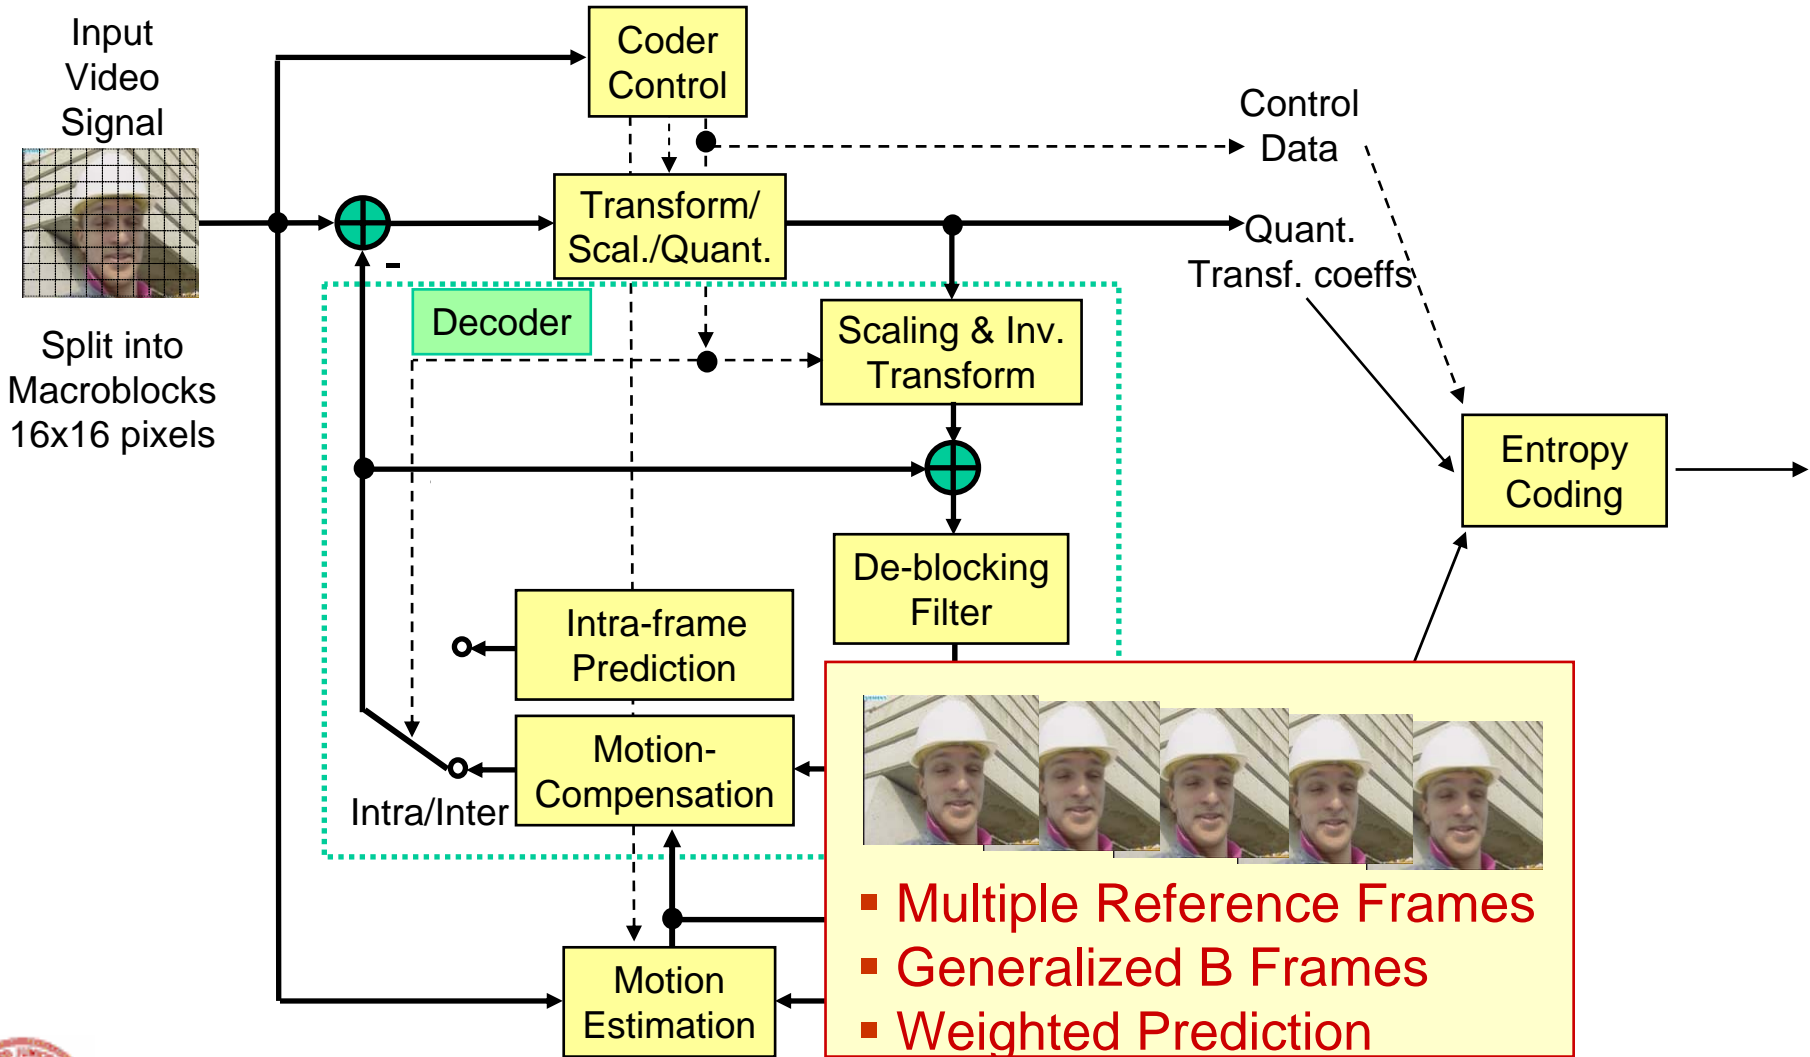 Input
Video
Signal
Split into
Macroblocks
16x16 pixels
Coder
Control
Control
Data
Transform/
Scal./Quant.
-
Quant.
Transf. coeffs
Decoder
Scaling & Inv.
Transform
Entropy
Coding
De-blocking
Filter
Intra-frame
Prediction
Motion-
Compensation
Intra/Inter
Motion
Estimation
▪ Multiple Reference Frames
▪ Generalized B Frames
▪ Weighted Prediction